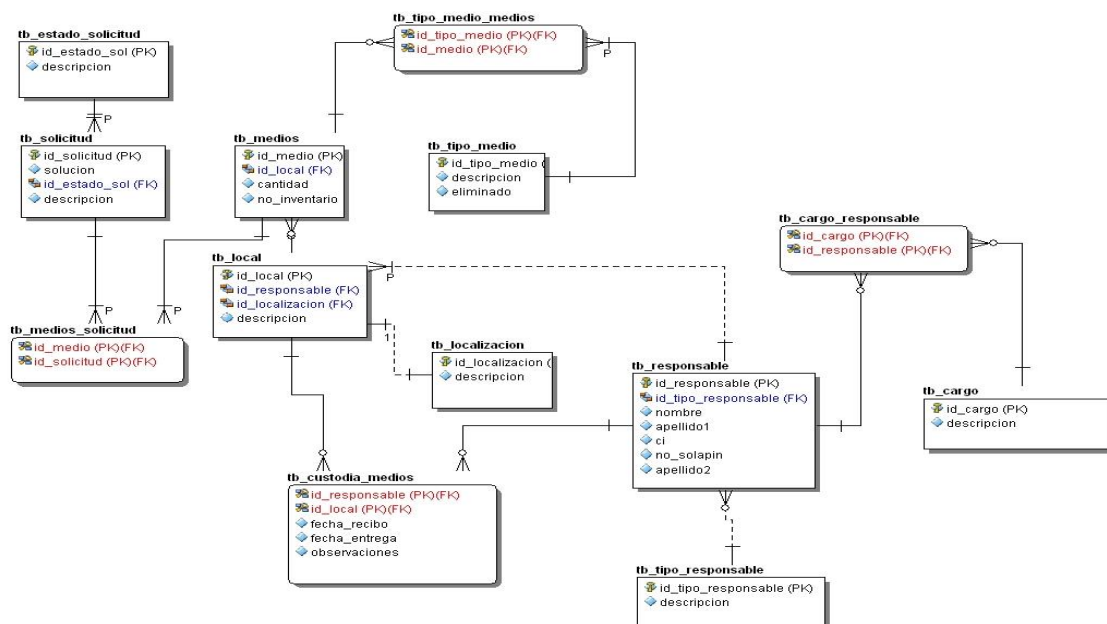 tb_estado_solicitud
id_estado_sol (PK)
descripcion
P
tb_solicitud
id_solicitud (PK)
solucion
id_estado_sol (FK)
descripcion
P
P
tb_medios_solicitud
id_medio (PK)(FK)
id_solicitud (PK)(FK)
tb_tipo_medio_medios
id_tipo_medio (PK)(FK)
id_medio (PK)(FK)
P
tb_medios
id_medio (PK)
id_local (FK)
cantidad
no_inventario
tb_tipo_medio
id_tipo_medio (
descripcion
eliminado
tb_local
id_local (PK)
id_responsable (FK)
id_localizacion (FK)
descripcion
P
1
tb_localizacion
id_localizacion (
descripcion
tb_cargo_responsable
id_cargo (PK)(FK)
id_responsable (PK)(FK)
tb_responsable
id_responsable (PK)
id_tipo_responsable (FK)
nombre
apellido1
ci
no_solapin
apellido2
tb_cargo
id_cargo (PK)
descripcion
tb_custodia_medios
id_responsable (PK)(FK)
id_local (PK)(FK)
fecha_recibo
fecha_entrega
observaciones
tb_tipo_responsable
id_tipo_responsable (PK)
descripcion